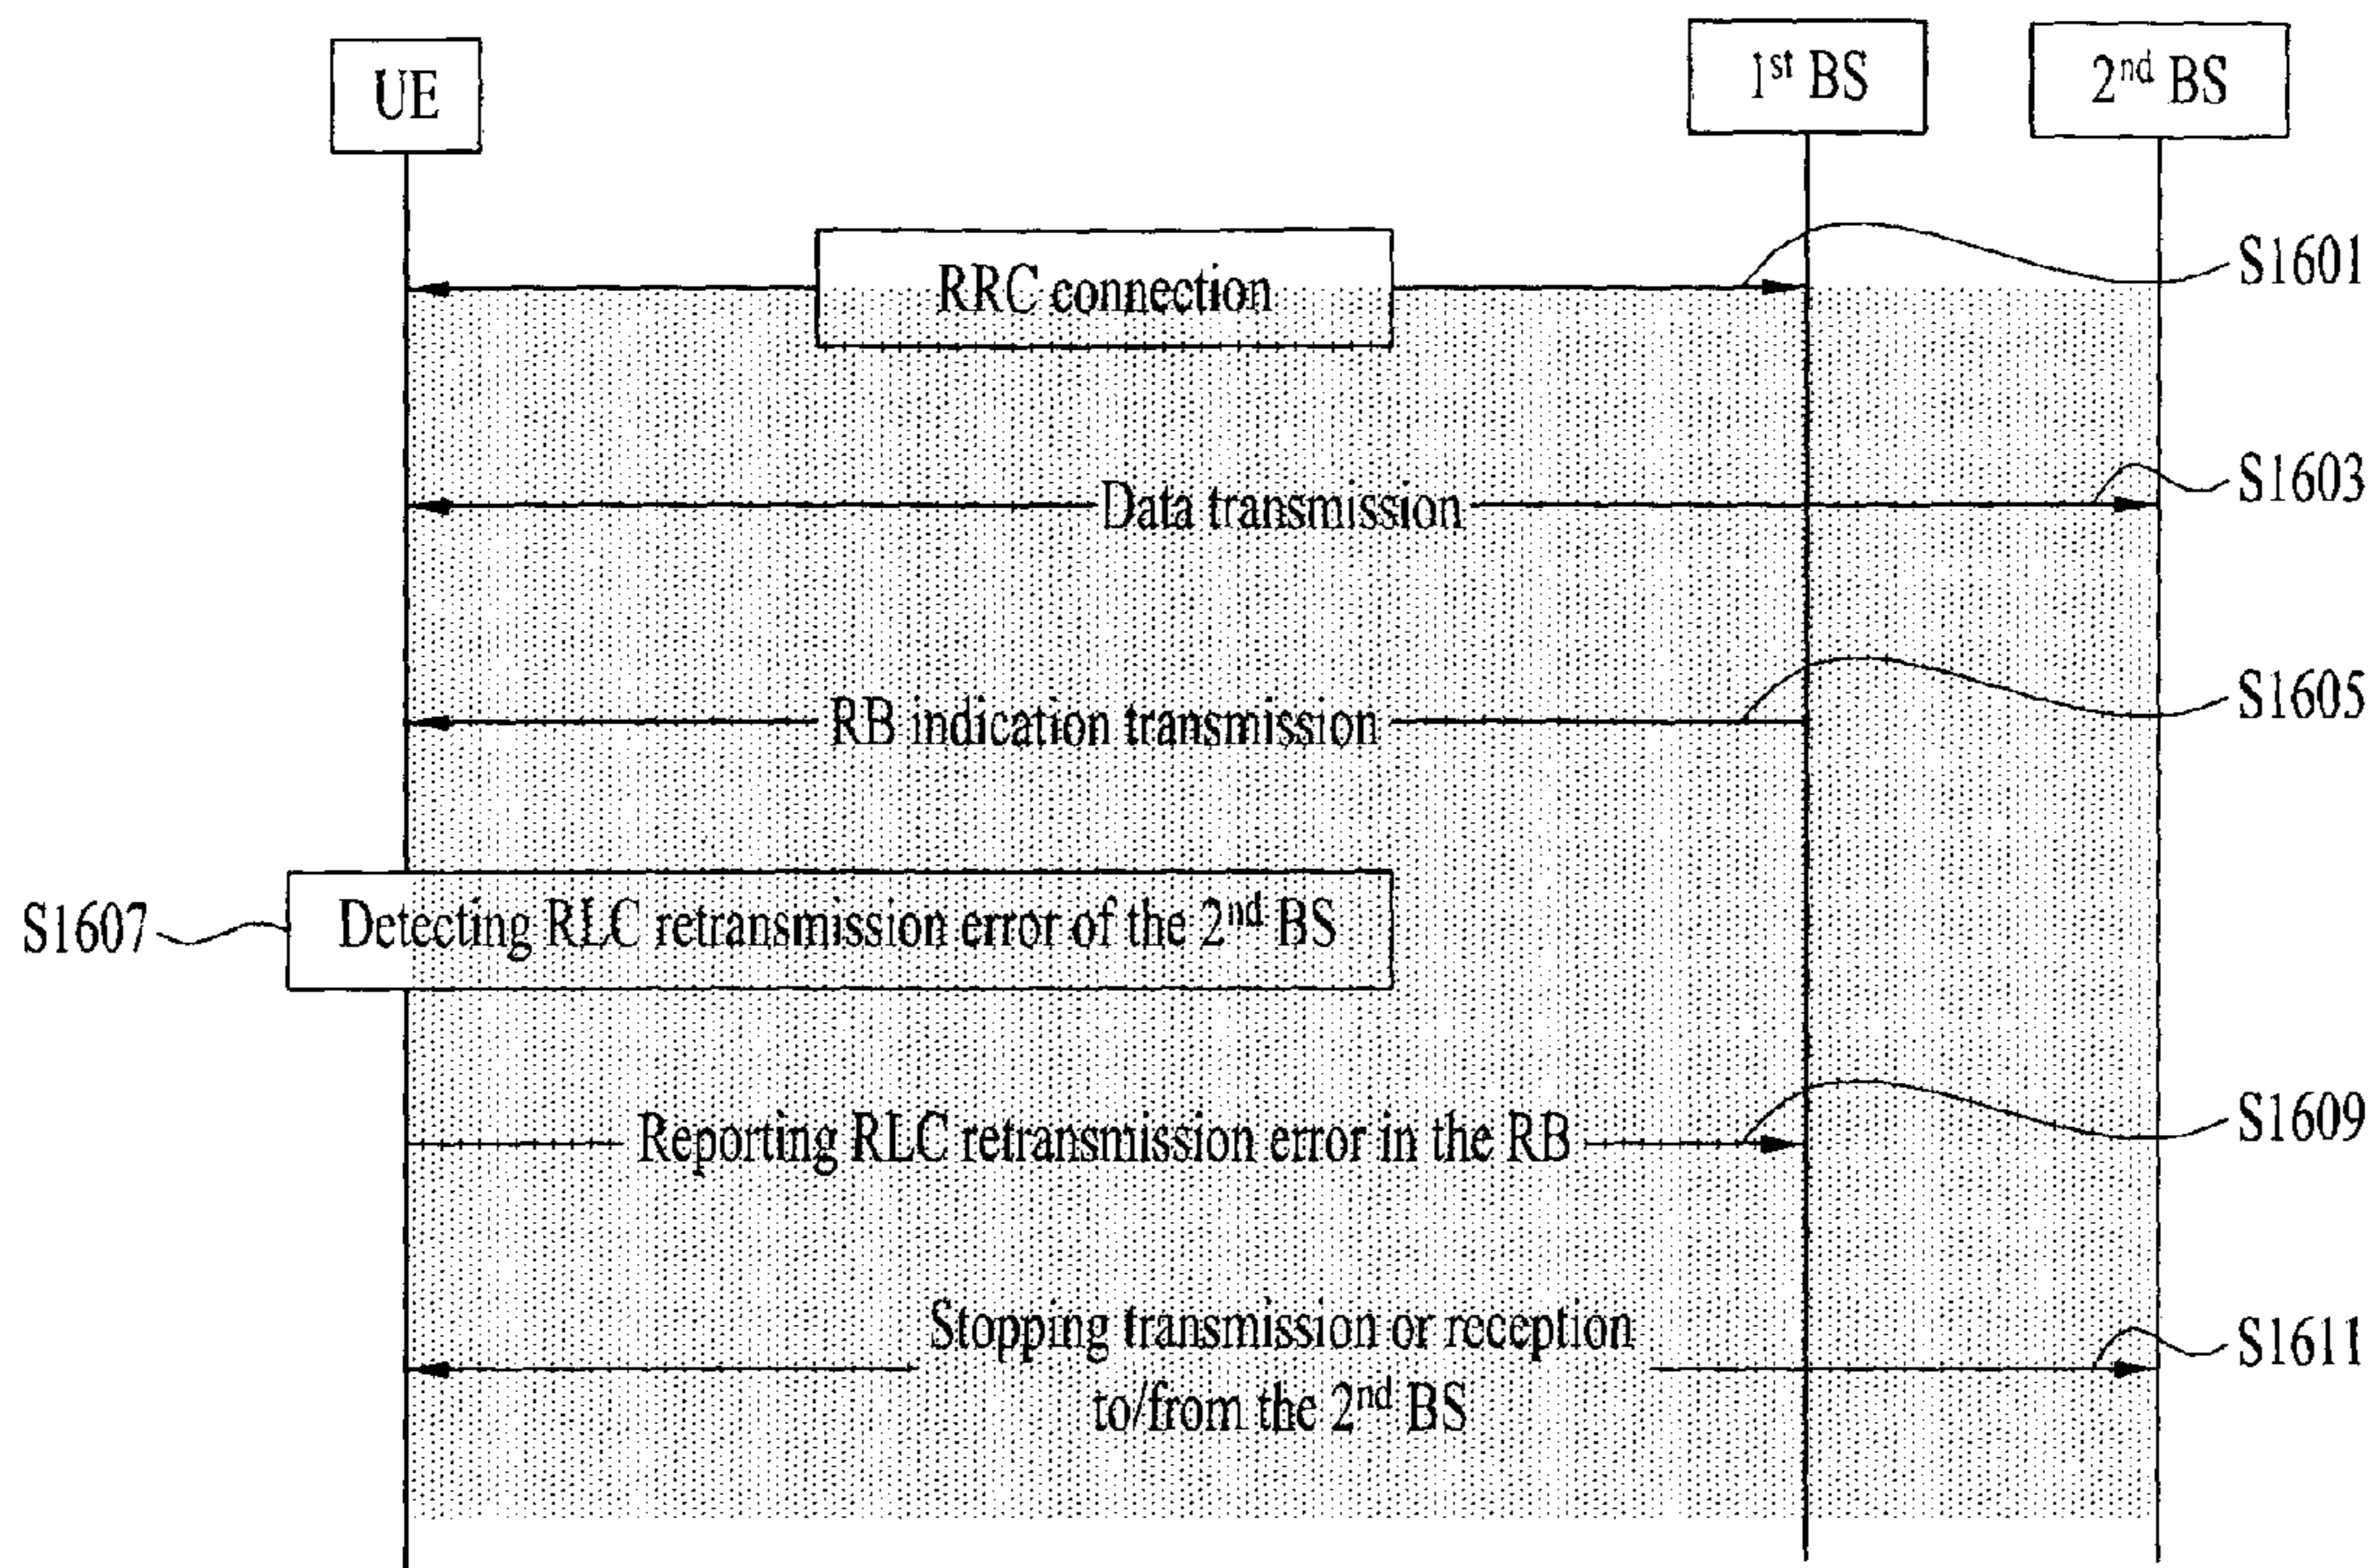 UE
1st BS
2nd BS
RRC connection
S1601
Data transmission
S1603
RB indication transmission
S1605
S1607
Detecting RLC retransmission error of the 2nd BS
Reporting RLC retransmission error in the RB
S1609
Stopping transmission or reception
to/from the 2nd BS
S1611